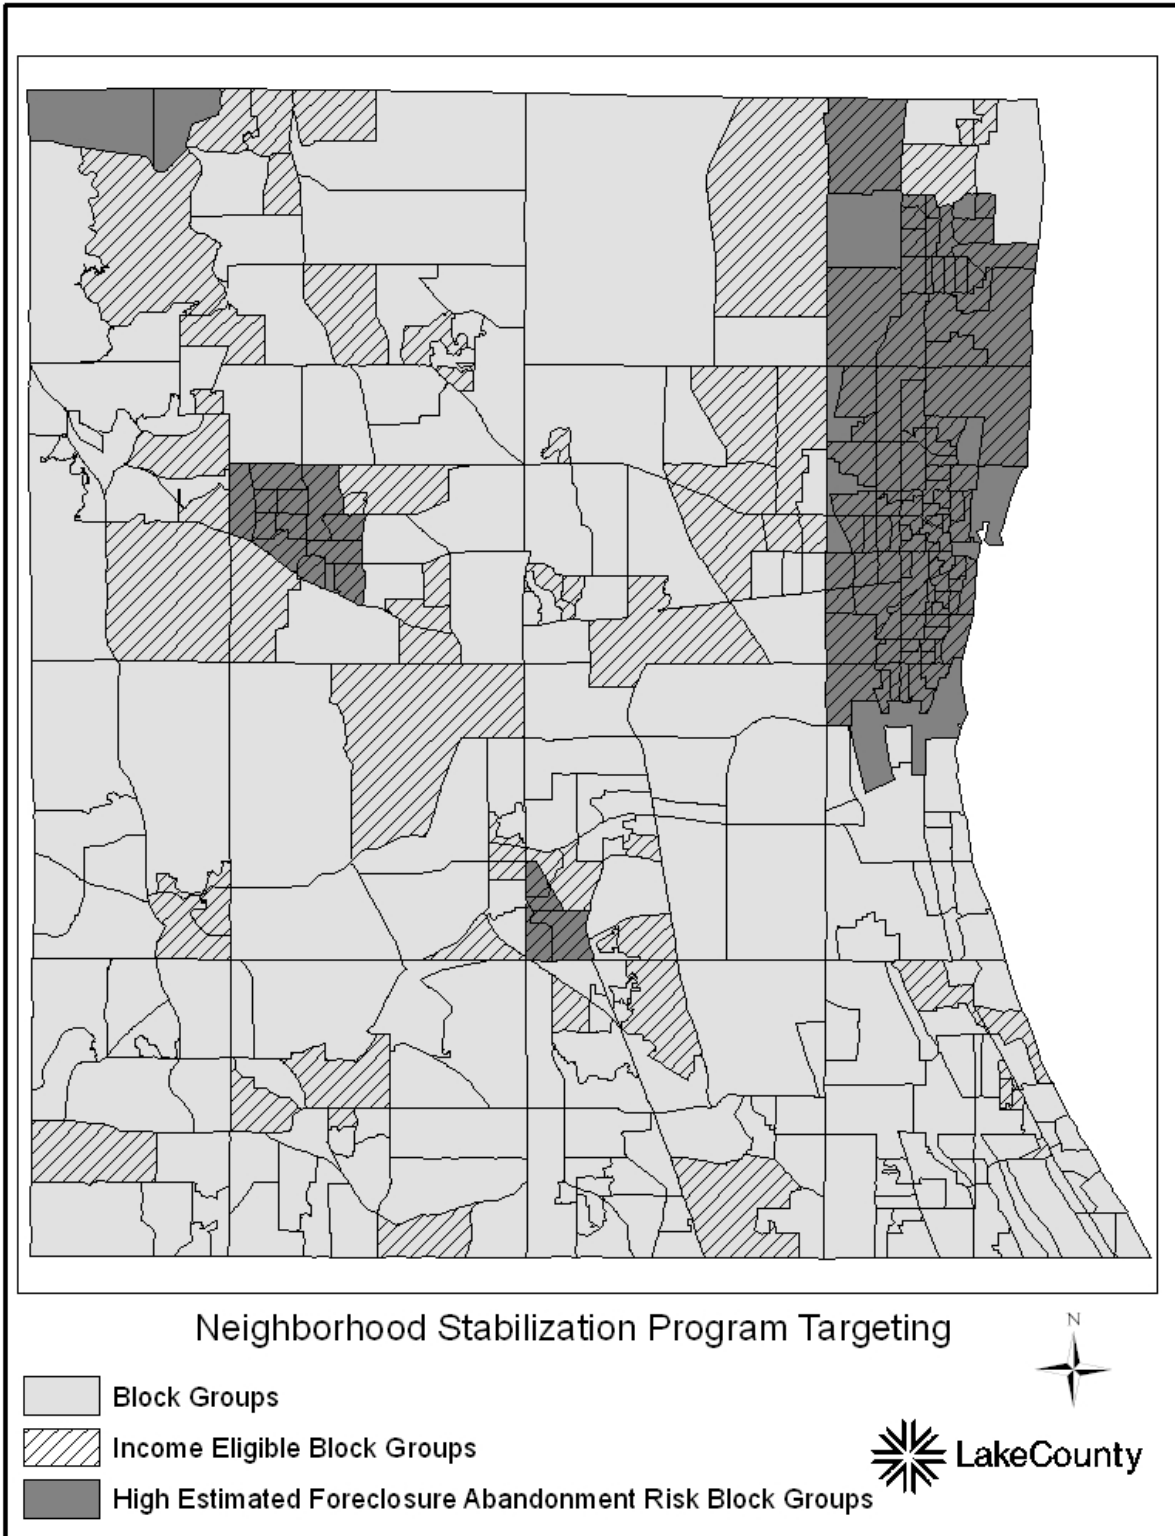 Neighborhood Stabilization Program Targeting
N
Block Groups
Income Eligible Block Groups
LakeCounty
High Estimated Foreclosure Abandonment Risk Block Groups